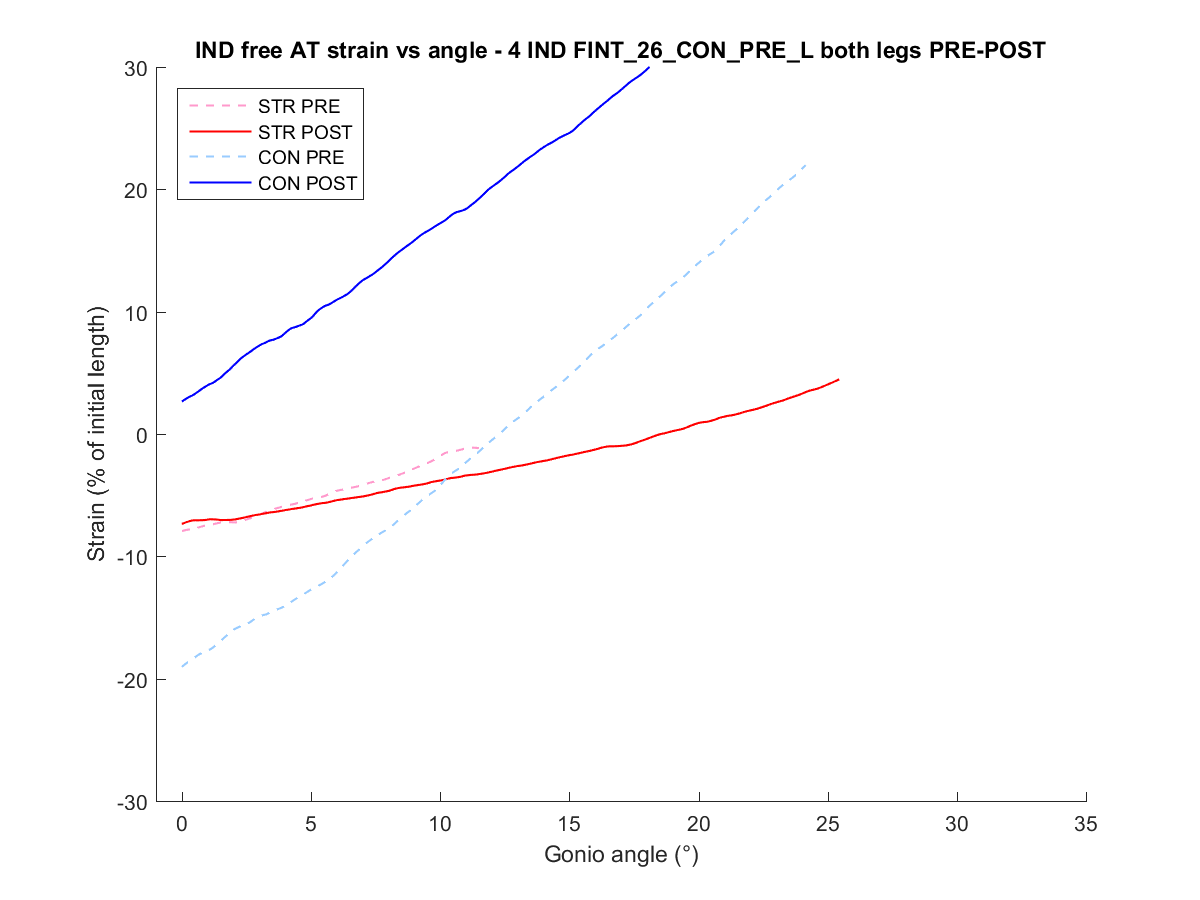 IND free AT strain vs angle - 4 IND FINT_26_CON_PRE_L both legs PRE-POST
STR PRE
STR POST
CON PRE
CON POST
30
20
10
0
-10
-20
-30
Strain (% of initial length)
0 5 10 15 20 25 30 35
Gonio angle (°)